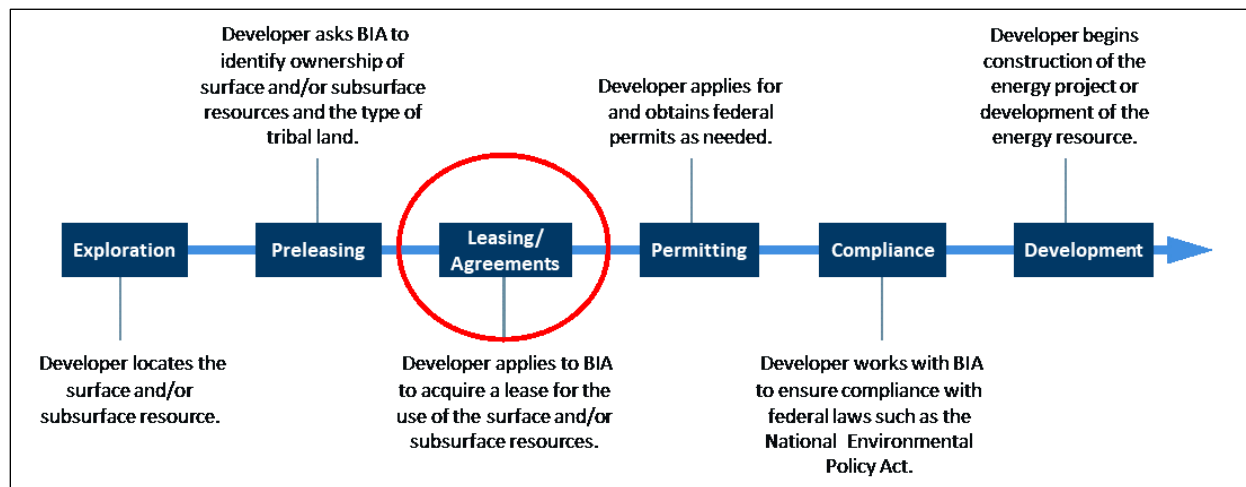 Developer asks BIA to
identify ownership of
surface and/or subsurface
resources and the type of
tribal land.
Developer applies for
and obtains federal
permits as needed.
Developer begins
construction of the
energy project or
development of the
energy resource.
Exploration
Preleasing
Leasing/
Agreements
Permitting
Compliance
Development
Developer locates the
surface and/or
subsurface resource.
Developer applies to BIA
to acquire a lease for the
use of the surface and/or
subsurface resources.
Developer works with BIA
to ensure compliance with
federal laws such as the
National Environmental
Policy Act.